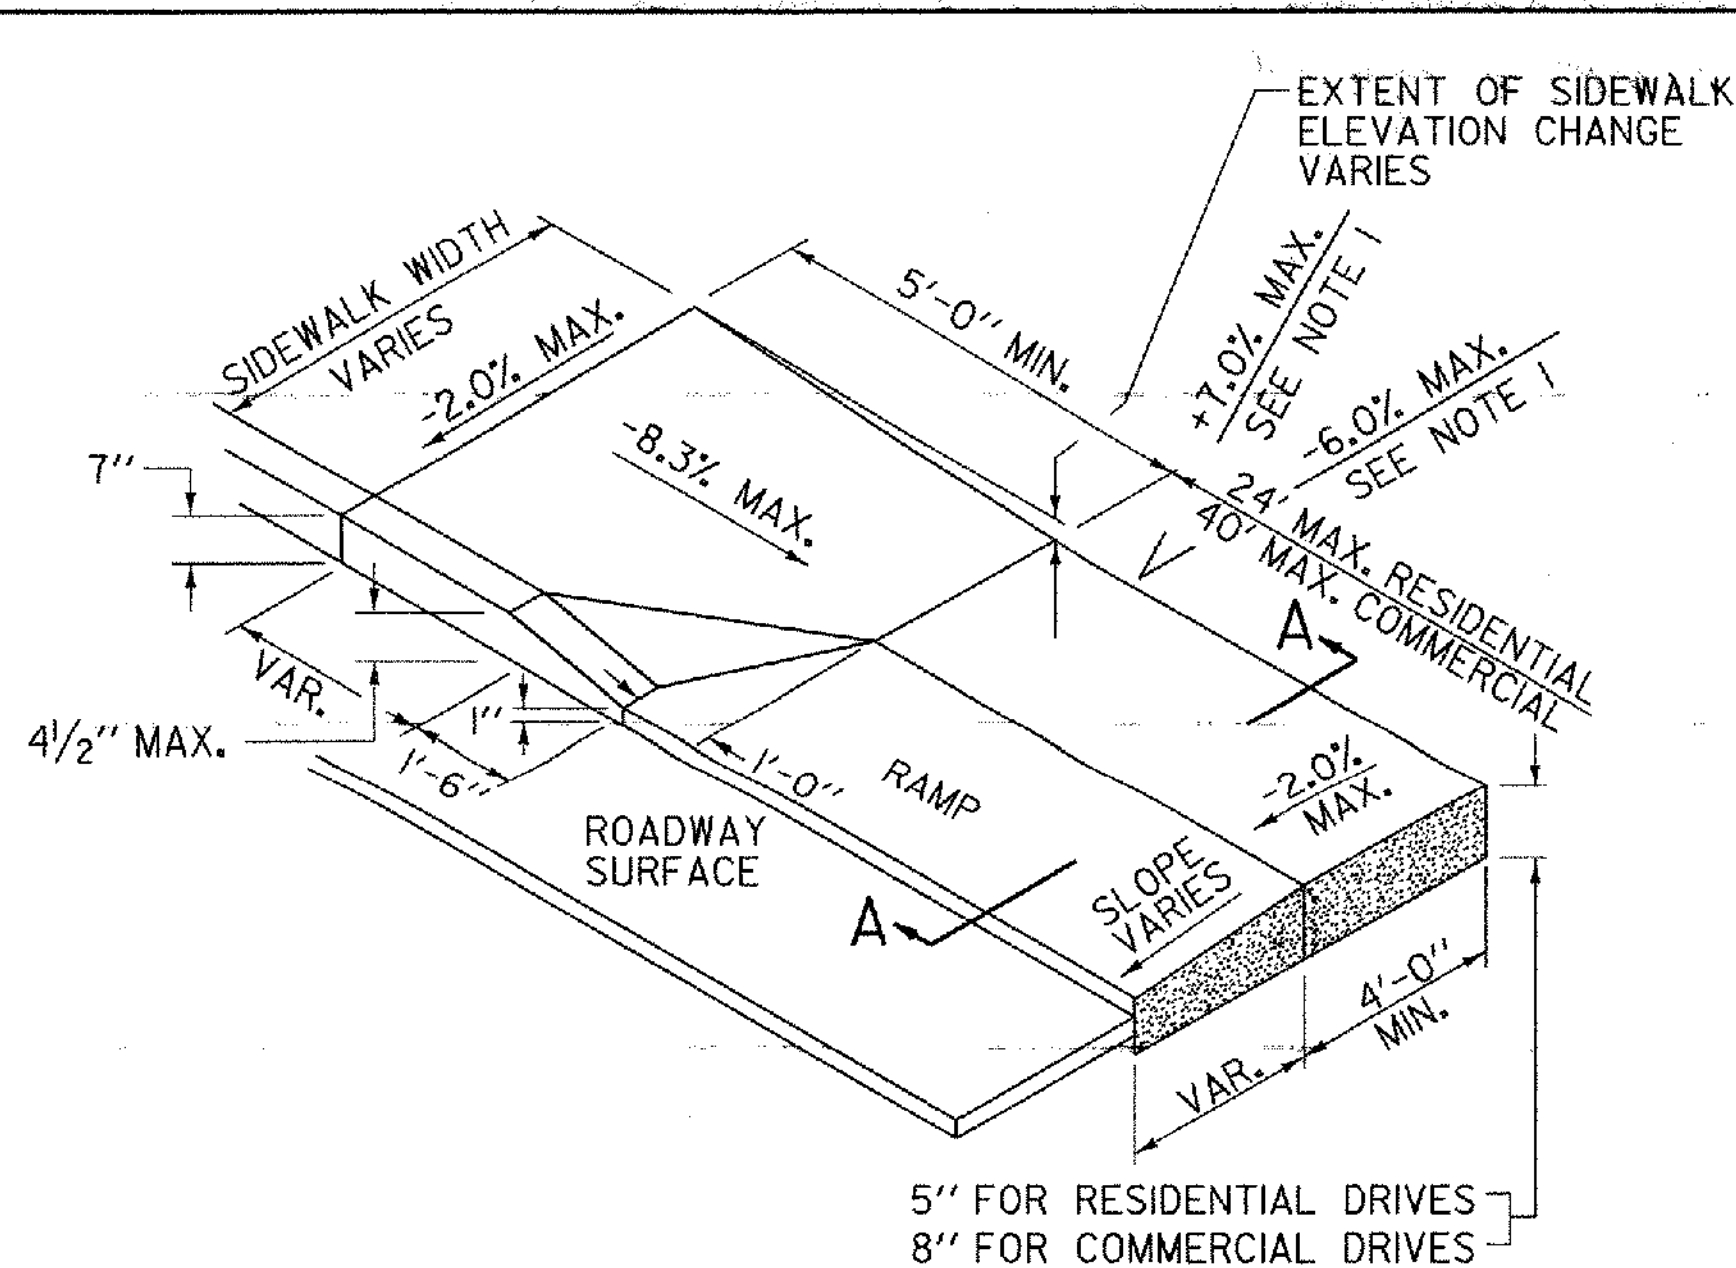 EXTENT OF SIDEWALK
ELEVATION CHANGE
VARIES
SIDEWALK WIDTH
VARIES
-2.0% MAX.
5'-0" MIN.
+7.0% MAX.
SEE NOTE 1
-6.0% MAX.
SEE NOTE 1
-8.3% MAX.
24' MAX. RESIDENTIAL
40' MAX. COMMERCIAL
7"
A
VAR.
4 1/2" MAX.
1"
1'-6"
1'-0"
RAMP
-2.0%
MAX.
ROADWAY
SURFACE
SLOPE
VARIES
A
4'-0"
MIN.
VAR.
5" FOR RESIDENTIAL DRIVES
8" FOR COMMERCIAL DRIVES